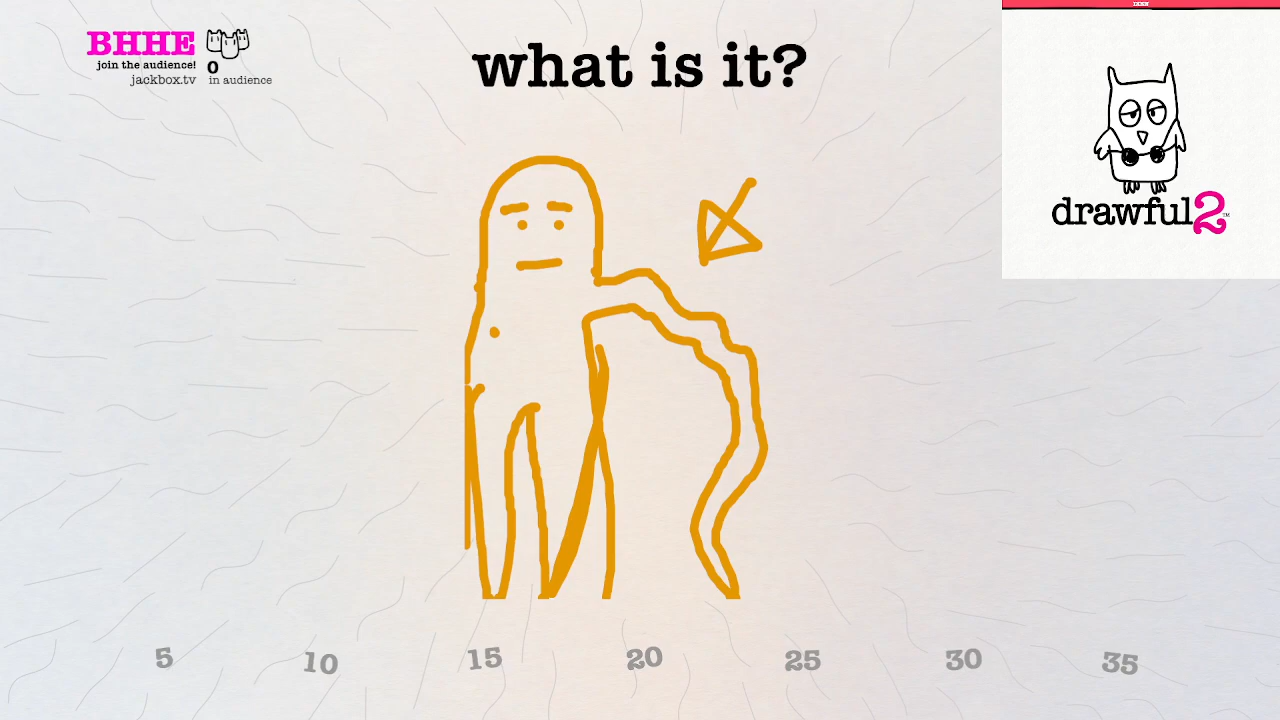 BHHE
join the audience!
jackbox.tv
0
in audience
what is it?
drawful2™
5 10 15 20 25 30 35